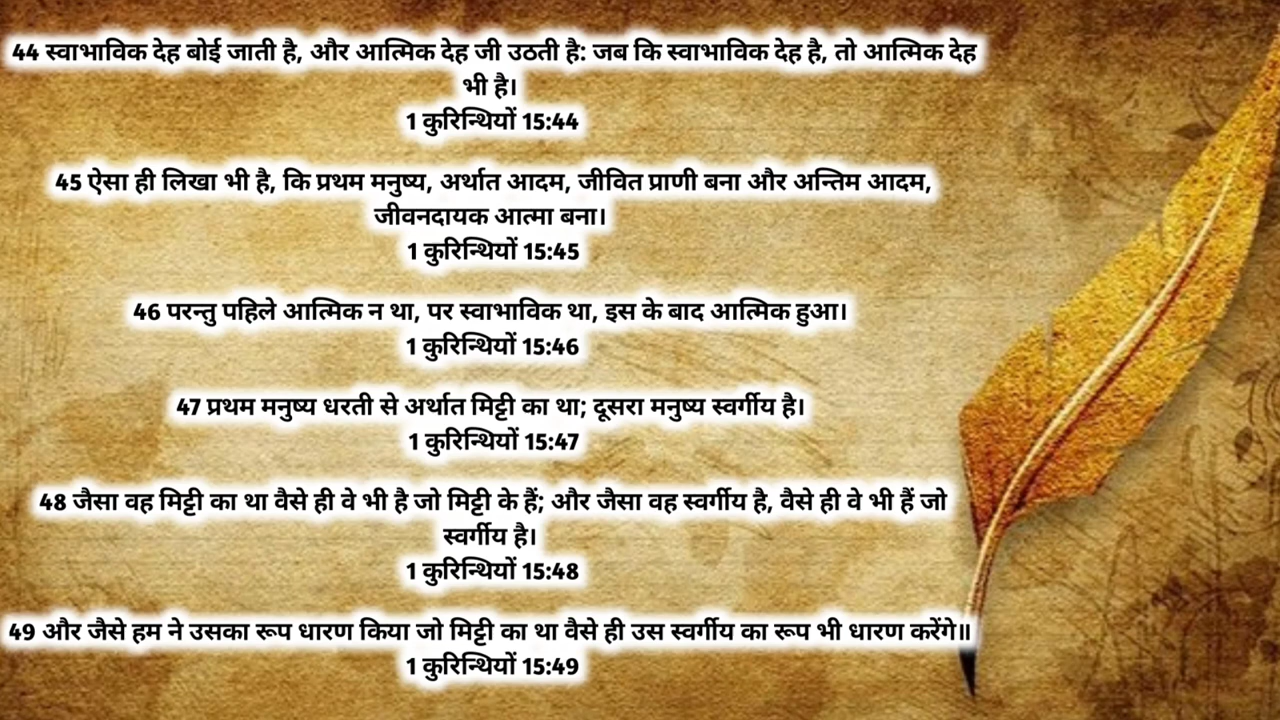 44 स्वाभाविक देह बोई जाती है, और आत्मिक देह जी उठती है: जब कि स्वाभाविक देह है, तो आत्मिक देह
भी है।
1 कुरिन्थियों 15:44
45 ऐसा ही लिखा भी है, कि प्रथम मनुष्य, अर्थात आदम, जीवित प्राणी बना और अन्तिम आदम,
जीवनदायक आत्मा बना।
1 कुरिन्थियों 15:45
46 परन्तु पहिले आत्मिक न था, पर स्वाभाविक था, इस के बाद आत्मिक हुआ।
1 कुरिन्थियों 15:46
47 प्रथम मनुष्य धरती से अर्थात मिट्टी का था; दूसरा मनुष्य स्वर्गीय है।
1 कुरिन्थियों 15:47
48 जैसा वह मिट्टी का था वैसे ही वे भी है जो मिट्टी के हैं; और जैसा वह स्वर्गीय है, वैसे ही वे भी हैं जो
स्वर्गीय है।
1 कुरिन्थियों 15:48
49 और जैसे हम ने उसका रूप धारण किया जो मिट्टी का था वैसे ही उस स्वर्गीय का रूप भी धारण करेंगे॥
1 कुरिन्थियों 15:49